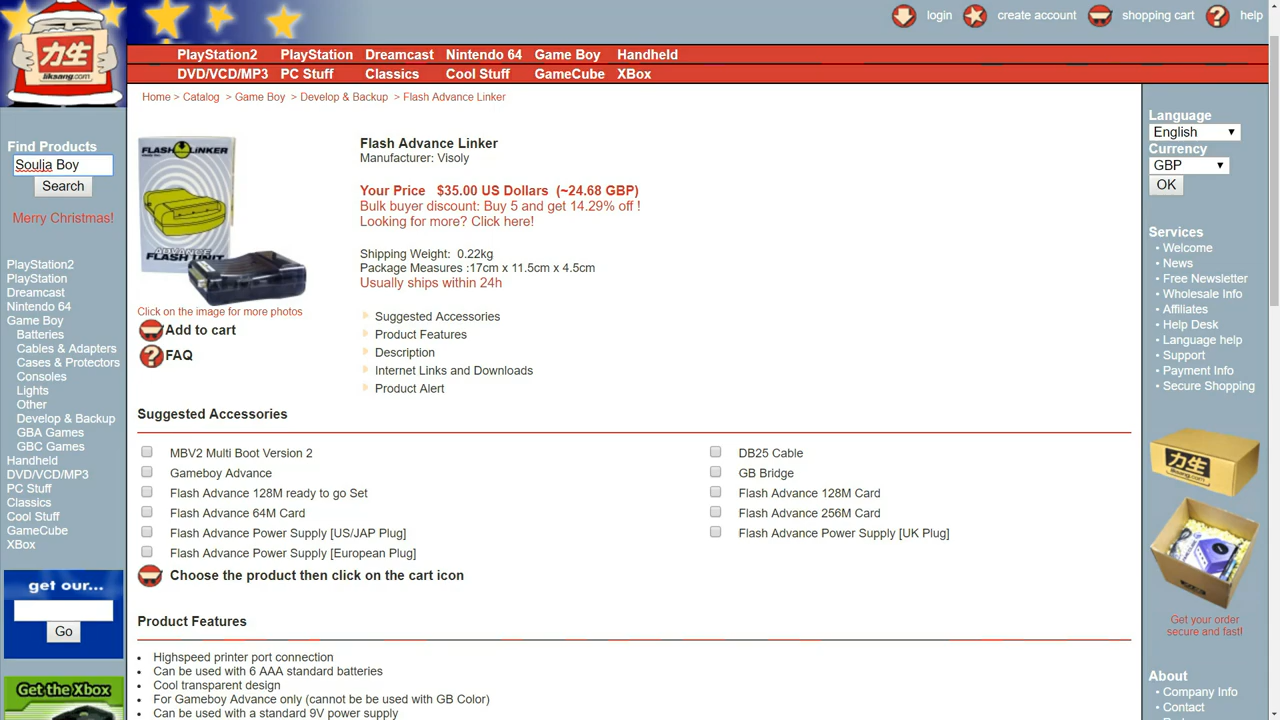 login
create account
shopping cart
help
力生
liksang.com
PlayStation2 PlayStation Dreamcast Nintendo 64 Game Boy Handheld
DVD/VCD/MP3 PC Stuff Classics Cool Stuff GameCube XBox
Home > Catalog > Game Boy > Develop & Backup > Flash Advance Linker
Find Products
Soulja Boy
Search
Merry Christmas!
PlayStation2
PlayStation
Dreamcast
Nintendo 64
Game Boy
Batteries
Cables & Adapters
Cases & Protectors
Consoles
Lights
Other
Develop & Backup
GBA Games
GBC Games
Handheld
DVD/VCD/MP3
PC Stuff
Classics
Cool Stuff
GameCube
XBox
get our...
Go
Get the Xbox
FLASH LINKER
ADVANCE
FLASH UNIT
Click on the image for more photos
Add to cart
FAQ
Flash Advance Linker
Manufacturer: Visoly
Your Price $35.00 US Dollars (~24.68 GBP)
Bulk buyer discount: Buy 5 and get 14.29% off !
Looking for more? Click here!
Shipping Weight: 0.22kg
Package Measures :17cm x 11.5cm x 4.5cm
Usually ships within 24h
Suggested Accessories
Product Features
Description
Internet Links and Downloads
Product Alert
Suggested Accessories
MBV2 Multi Boot Version 2
DB25 Cable
Gameboy Advance
GB Bridge
Flash Advance 128M ready to go Set
Flash Advance 128M Card
Flash Advance 64M Card
Flash Advance 256M Card
Flash Advance Power Supply [US/JAP Plug]
Flash Advance Power Supply [UK Plug]
Flash Advance Power Supply [European Plug]
Choose the product then click on the cart icon
Product Features
• Highspeed printer port connection
• Can be used with 6 AAA standard batteries
• Cool transparent design
• For Gameboy Advance only (cannot be be used with GB Color)
• Can be used with a standard 9V power supply
Language
English
Currency
GBP
OK
Services
• Welcome
• News
• Free Newsletter
• Wholesale Info
• Affiliates
• Help Desk
• Language help
• Support
• Payment Info
• Secure Shopping
力生
Get your order
secure and fast!
About
• Company Info
• Contact